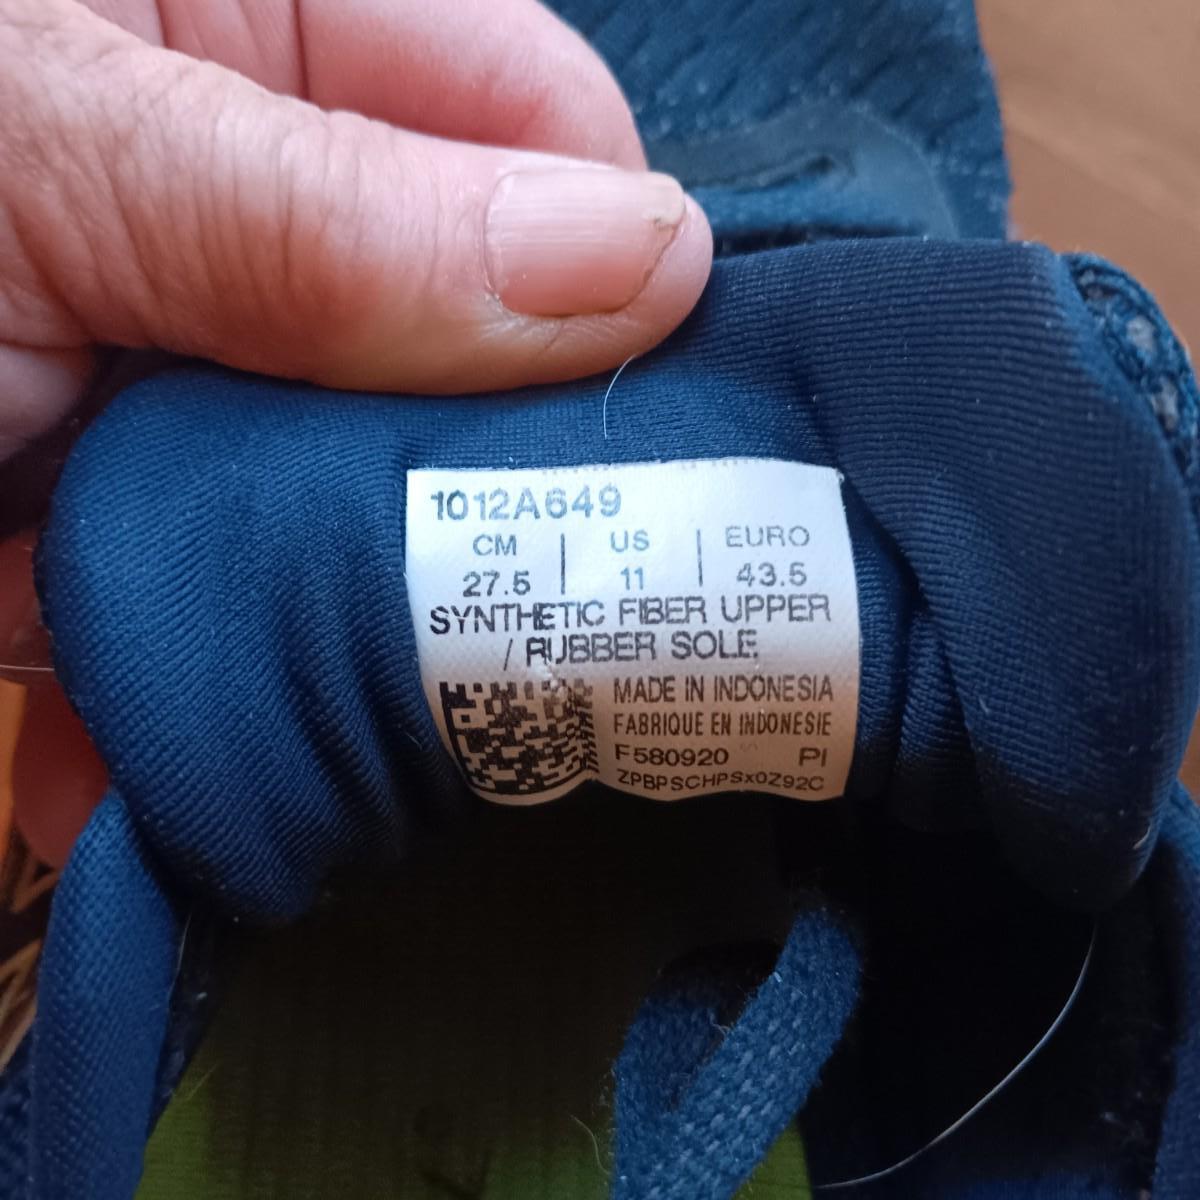 1012A649
CM | US | EURO
27.5 | 11 | 43.5
SYNTHETIC FIBER UPPER
/ RUBBER SOLE
MADE IN INDONESIA
FABRIQUE EN INDONESIE
F580920 PI
ZPBPSCHPSx0Z92C